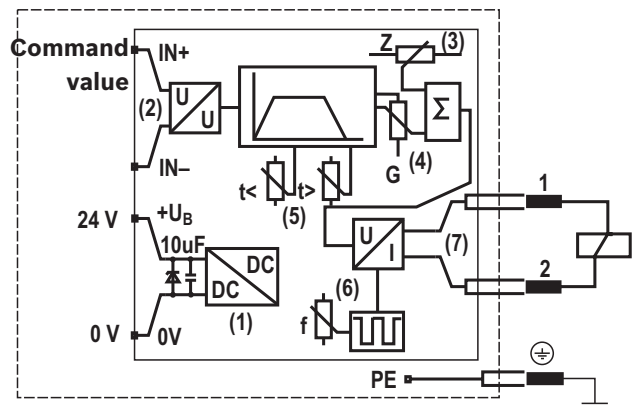 Command value
IN+
Z
(3)
(2)
U
U
Σ
(4)
G
IN–
t<
t>
(5)
1
24 V
+UB
10uF
DC
DC
(1)
U
I
(7)
(6)
f
2
0 V
0V
PE